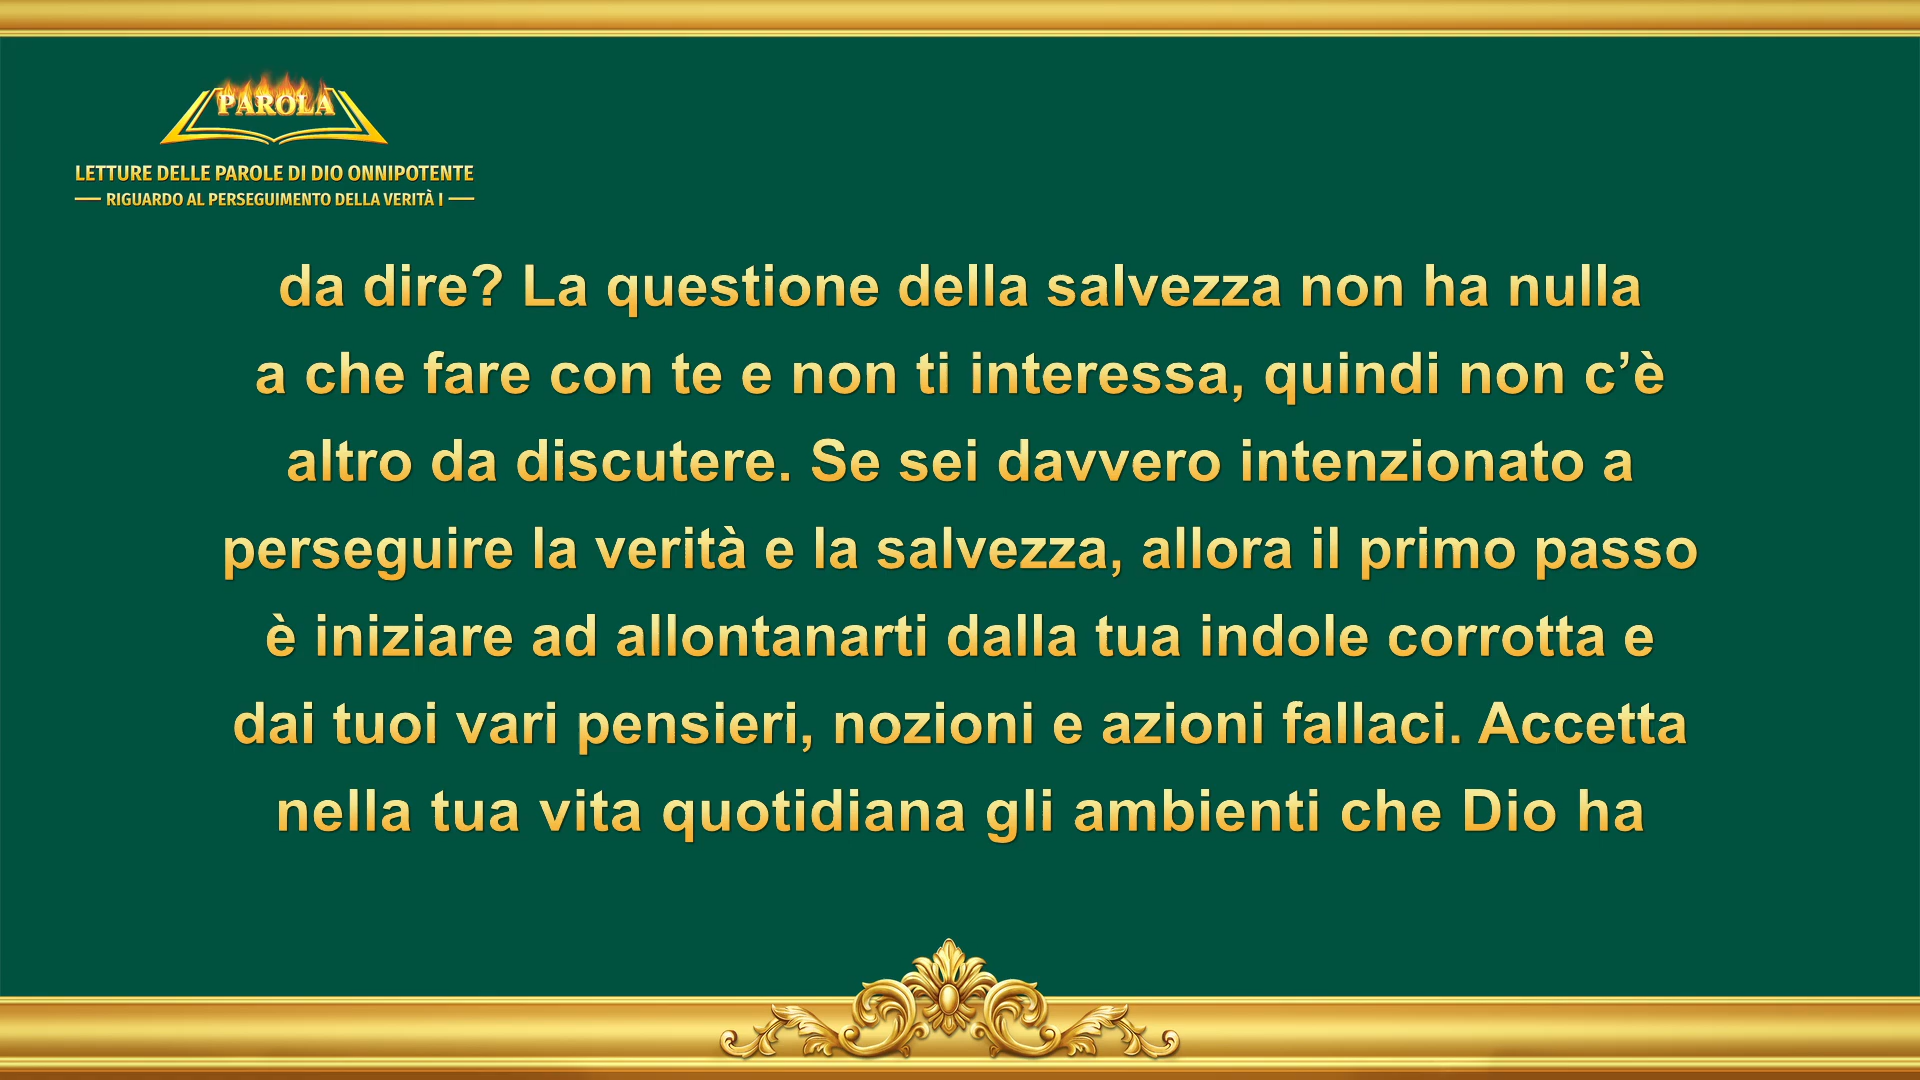 PAROLA
LETTURE DELLE PAROLE DI DIO ONNIPOTENTE
RIGUARDO AL PERSEGUIMENTO DELLA VERITÀ I
da dire? La questione della salvezza non ha nulla
a che fare con te e non ti interessa, quindi non c’è
altro da discutere. Se sei davvero intenzionato a
perseguire la verità e la salvezza, allora il primo passo
è iniziare ad allontanarti dalla tua indole corrotta e
dai tuoi vari pensieri, nozioni e azioni fallaci. Accetta
nella tua vita quotidiana gli ambienti che Dio ha